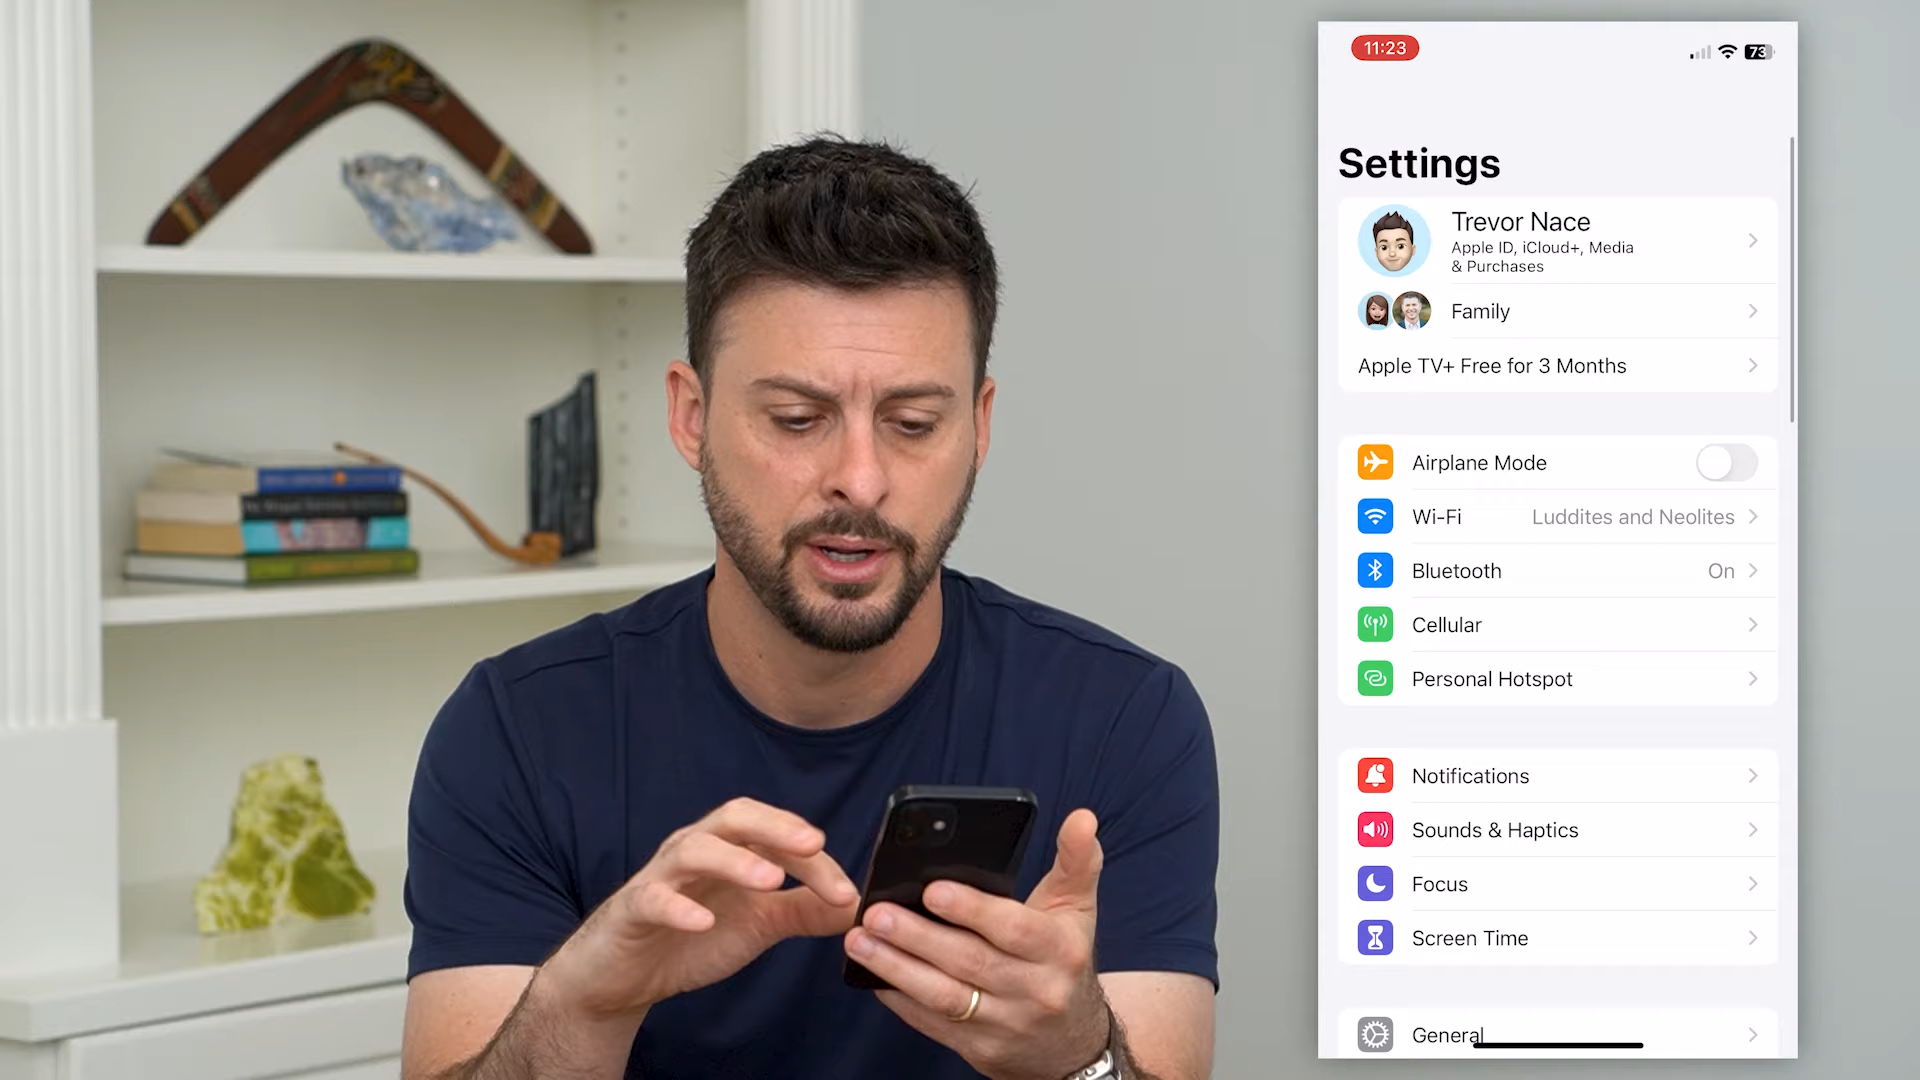 11:23
73
Settings
Trevor Nace
Apple ID, iCloud+, Media
& Purchases
Family
Apple TV+ Free for 3 Months
Airplane Mode
Wi-Fi Luddites and Neolites
Bluetooth On
Cellular
Personal Hotspot
Notifications
Sounds & Haptics
Focus
Screen Time
General